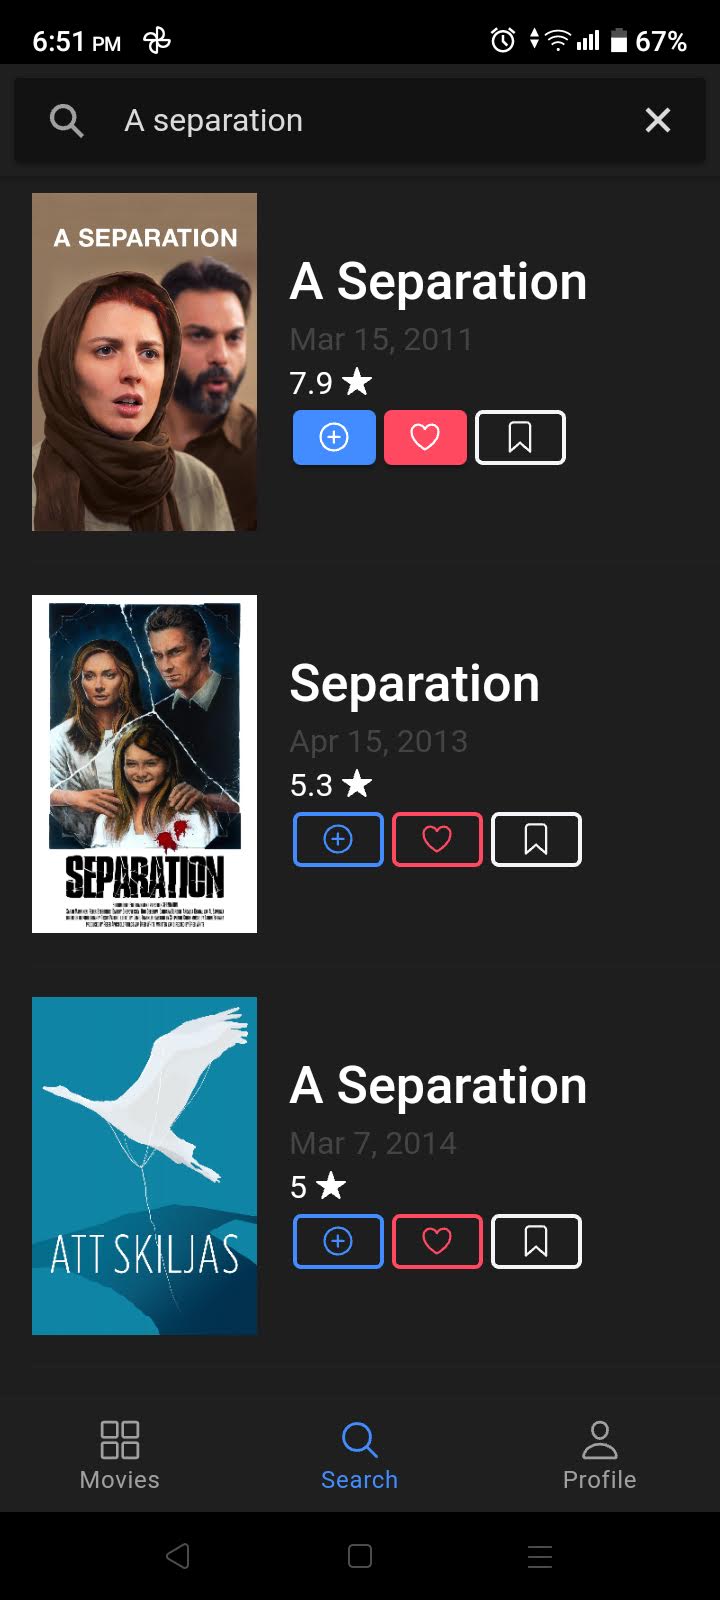 6:51 PM 67%
A separation
A SEPARATION
A Separation
Mar 15, 2011
7.9
Separation
Apr 15, 2013
5.3
SEPARATION
A Separation
Mar 7, 2014
5
ATT SKILJAS
Movies Search Profile